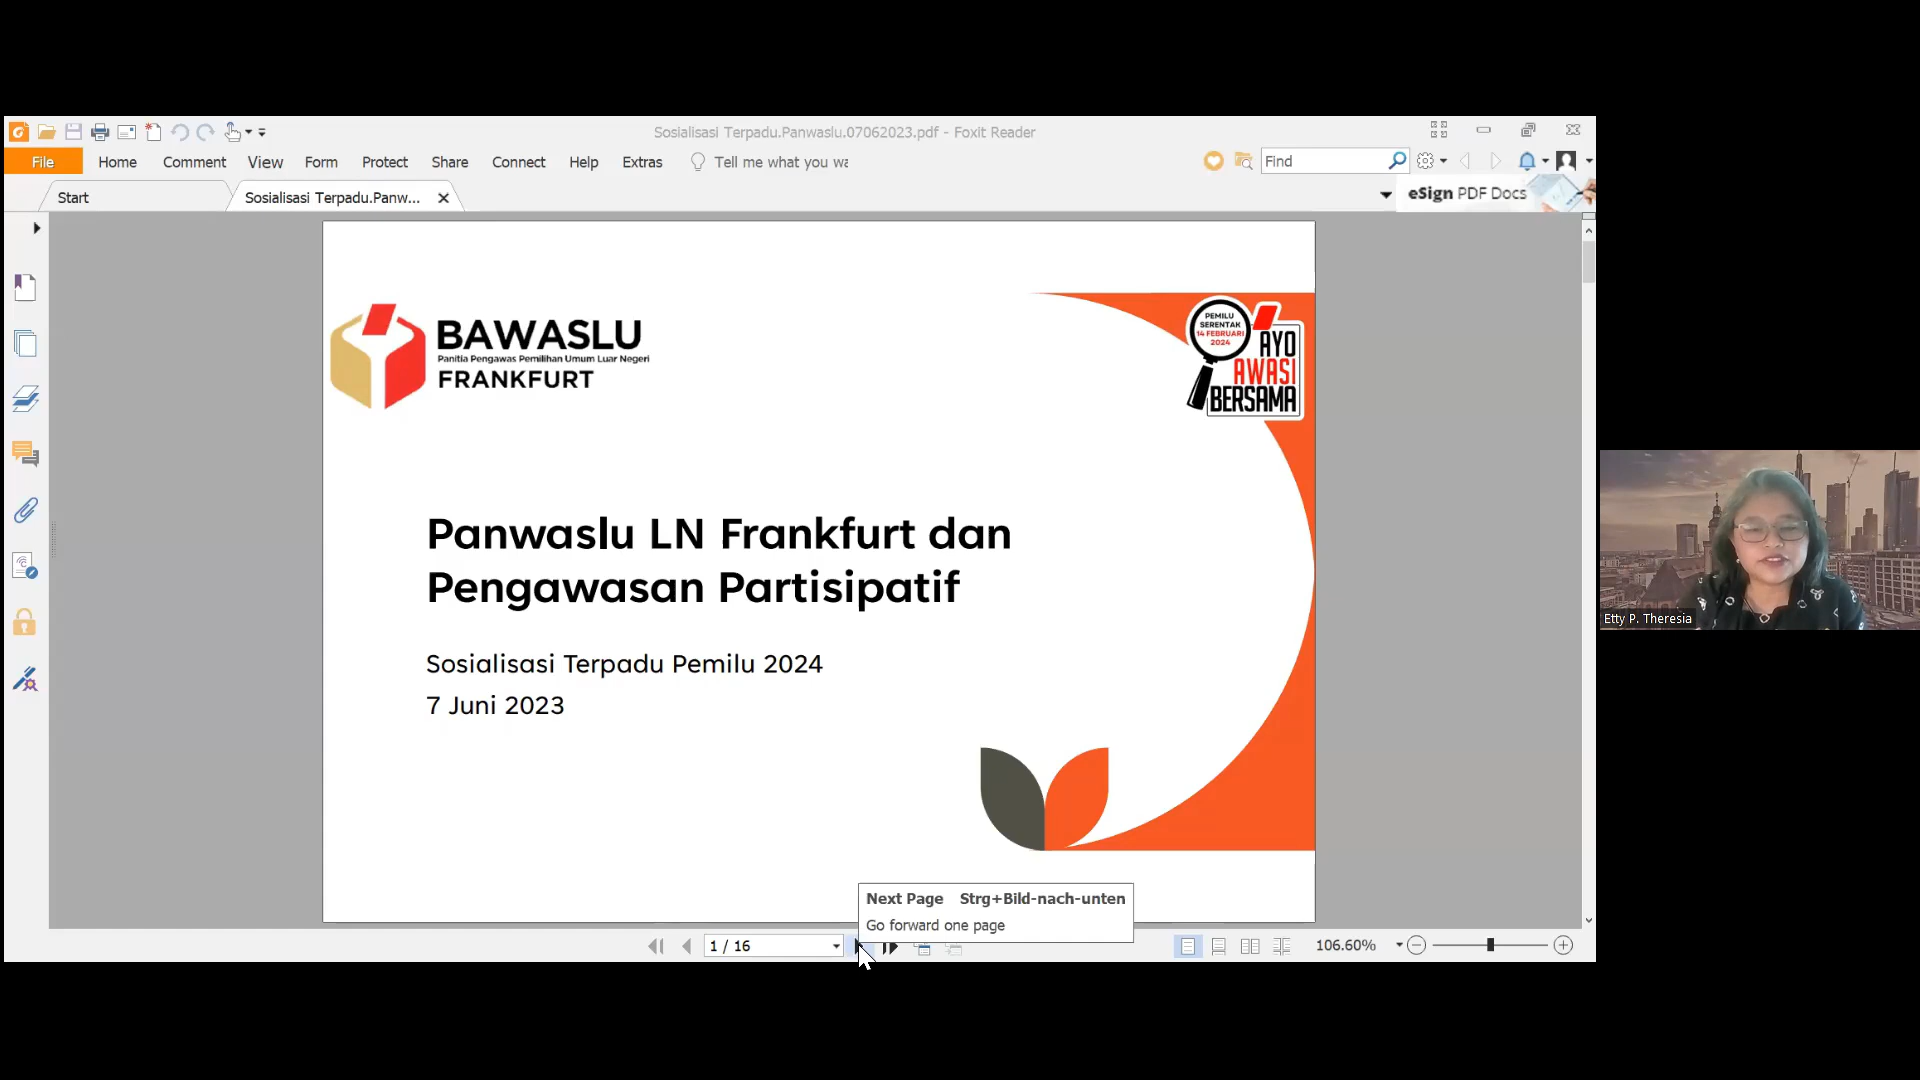 Sosialisasi Terpadu.Panwaslu.07062023.pdf - Foxit Reader
File Home Comment View Form Protect Share Connect Help Extras Tell me what you wa Find
Start Sosialisasi Terpadu.Panw... eSign PDF Docs
BAWASLU
Panitia Pengawas Pemilihan Umum Luar Negeri
FRANKFURT
PEMILU
SERENTAK
14 FEBRUARI
2024
AYO
AWASI
BERSAMA
Panwaslu LN Frankfurt dan
Pengawasan Partisipatif
Sosialisasi Terpadu Pemilu 2024
7 Juni 2023
Etty P. Theresia
Next Page Strg+Bild-nach-unten
Go forward one page
1 / 16 106.60%